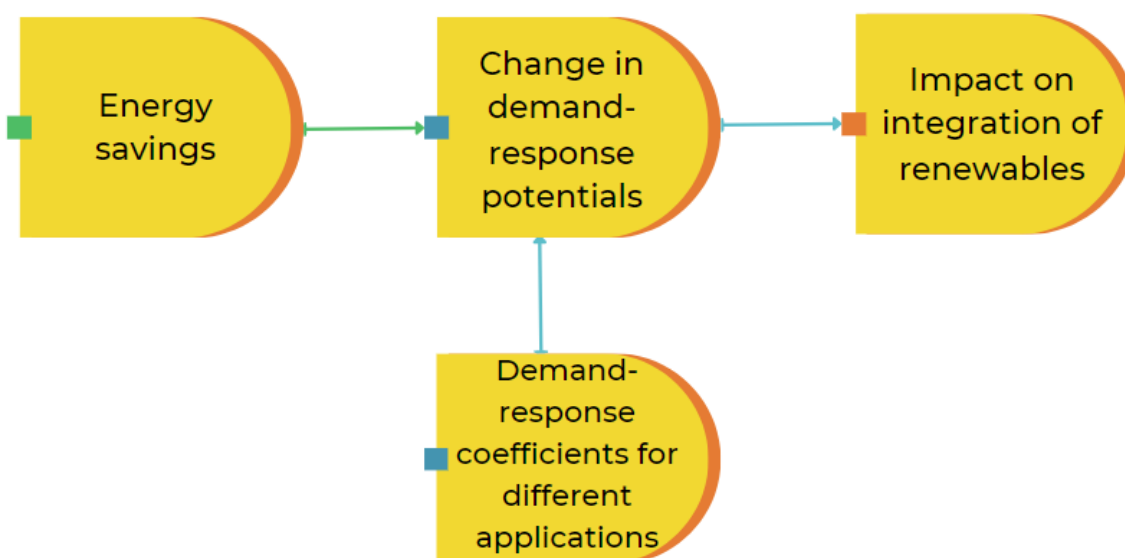 Energy
savings
Change in
demand-
response
potentials
Impact on
integration of
renewables
Demand-
response
coefficients for
different
applications